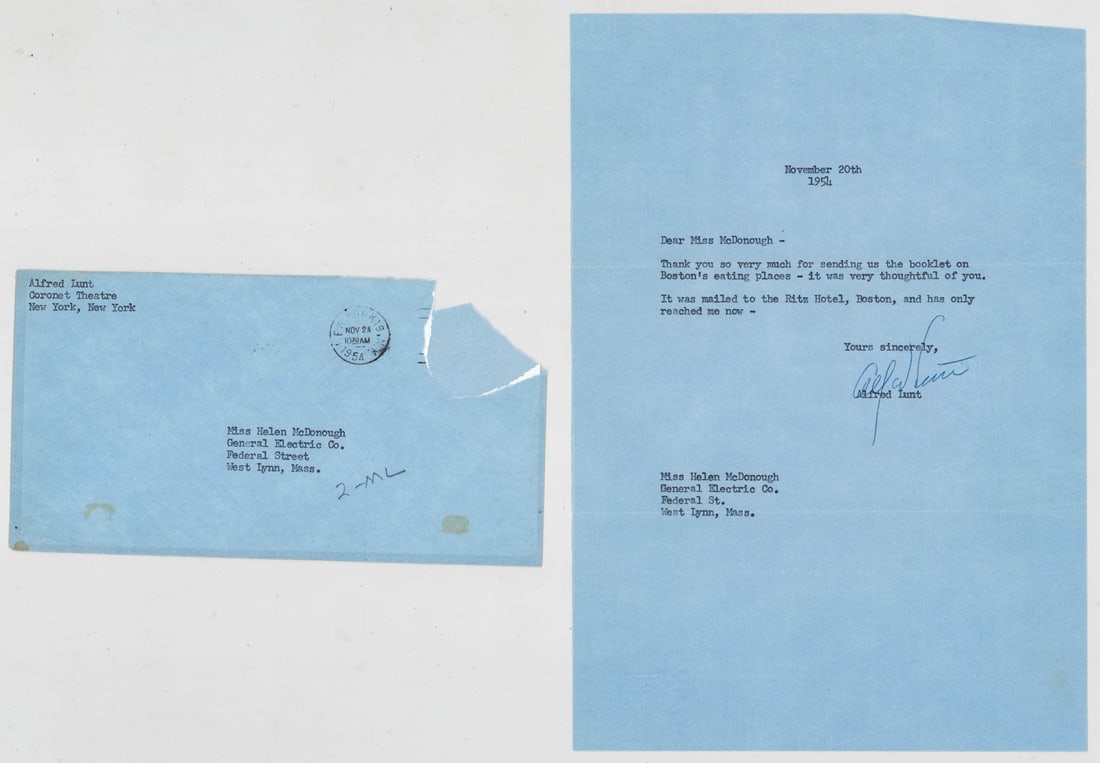 Alfred Lunt
Coronet Theatre
New York, New York
NOV 24
1954
Miss Helen McDonough
General Electric Co.
Federal Street
West Lynn, Mass.
2-ML
November 20th
1954
Dear Miss McDonough -
Thank you so very much for sending us the booklet on
Boston's eating places - it was very thoughtful of you.
It was mailed to the Ritz Hotel, Boston, and has only
reached me now -
Yours sincerely,
Alfred Lunt
Alfred Lunt
Miss Helen McDonough
General Electric Co.
Federal St.
West Lynn, Mass.